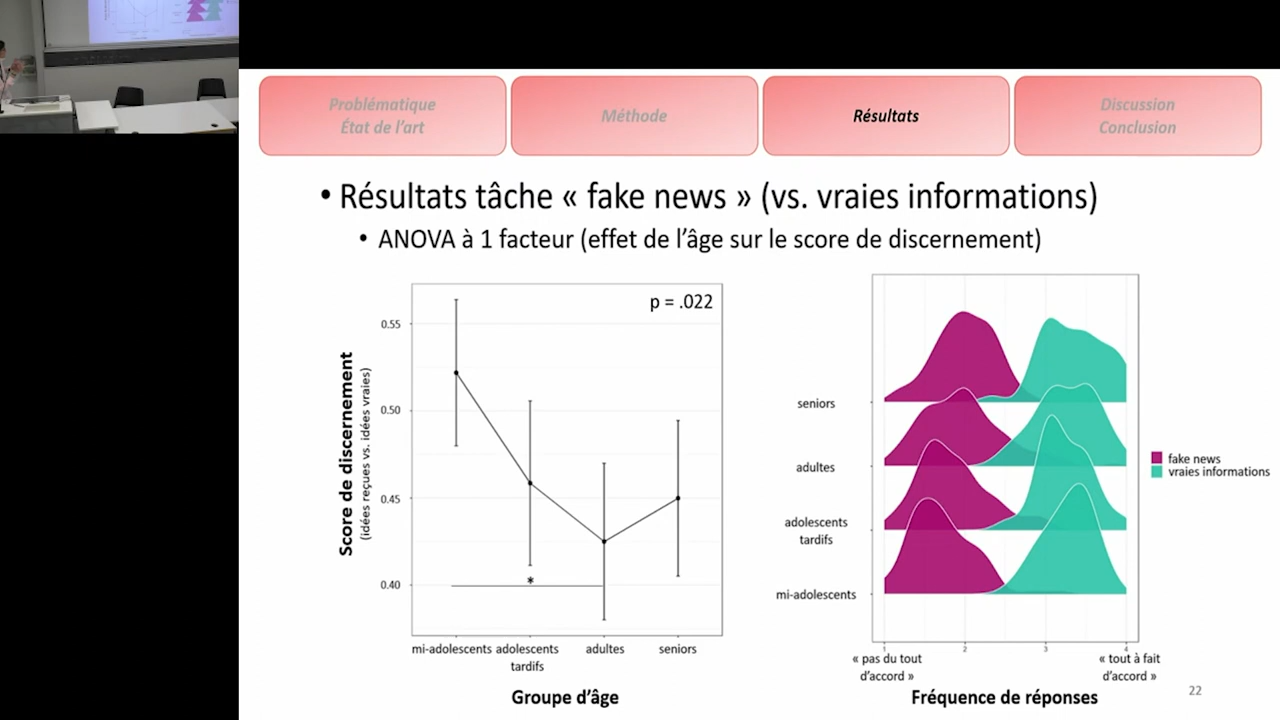 Problématique
État de l'art
Méthode
Résultats
Discussion
Conclusion
• Résultats tâche « fake news » (vs. vraies informations)
• ANOVA à 1 facteur (effet de l'âge sur le score de discernement)
p = .022
Score de discernement
(idées reçues vs. idées vraies)
0.55
0.50
0.45
0.40
*
mi-adolescents
adolescents
tardifs
adultes
seniors
Groupe d'âge
seniors
adultes
adolescents
tardifs
mi-adolescents
fake news
vraies informations
1
2
3
4
« pas du tout
d'accord »
« tout à fait
d'accord »
Fréquence de réponses
22